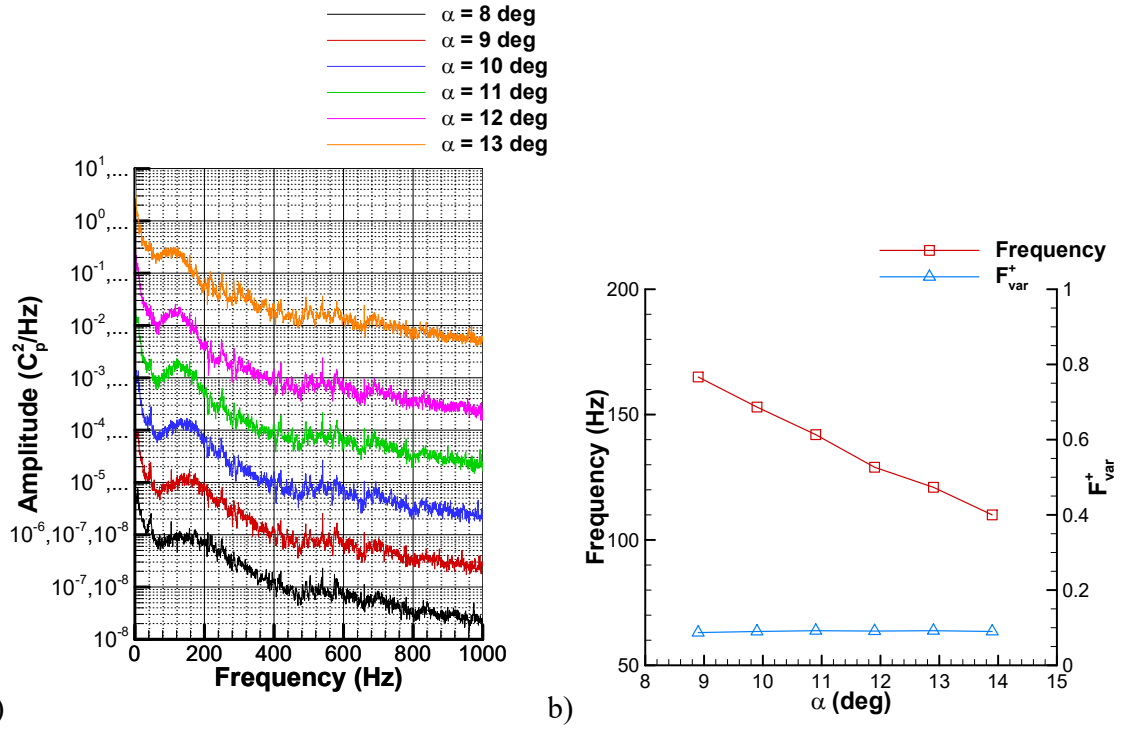 α = 8 deg
α = 9 deg
α = 10 deg
α = 11 deg
α = 12 deg
α = 13 deg
10¹,...
10⁰,...
10⁻¹,...
10⁻²,...
10⁻³,...
10⁻⁴,...
10⁻⁵,...
10⁻⁶,10⁻⁷,10⁻⁸
10⁻⁷,10⁻⁸
10⁻⁸
Amplitude (Cₚ²/Hz)
0 200 400 600 800 1000
Frequency (Hz)
)
b)
Frequency
F⁺var
200
150
100
50
Frequency (Hz)
1
0.8
0.6
0.4
0.2
0
F⁺var
8 9 10 11 12 13 14 15
α (deg)